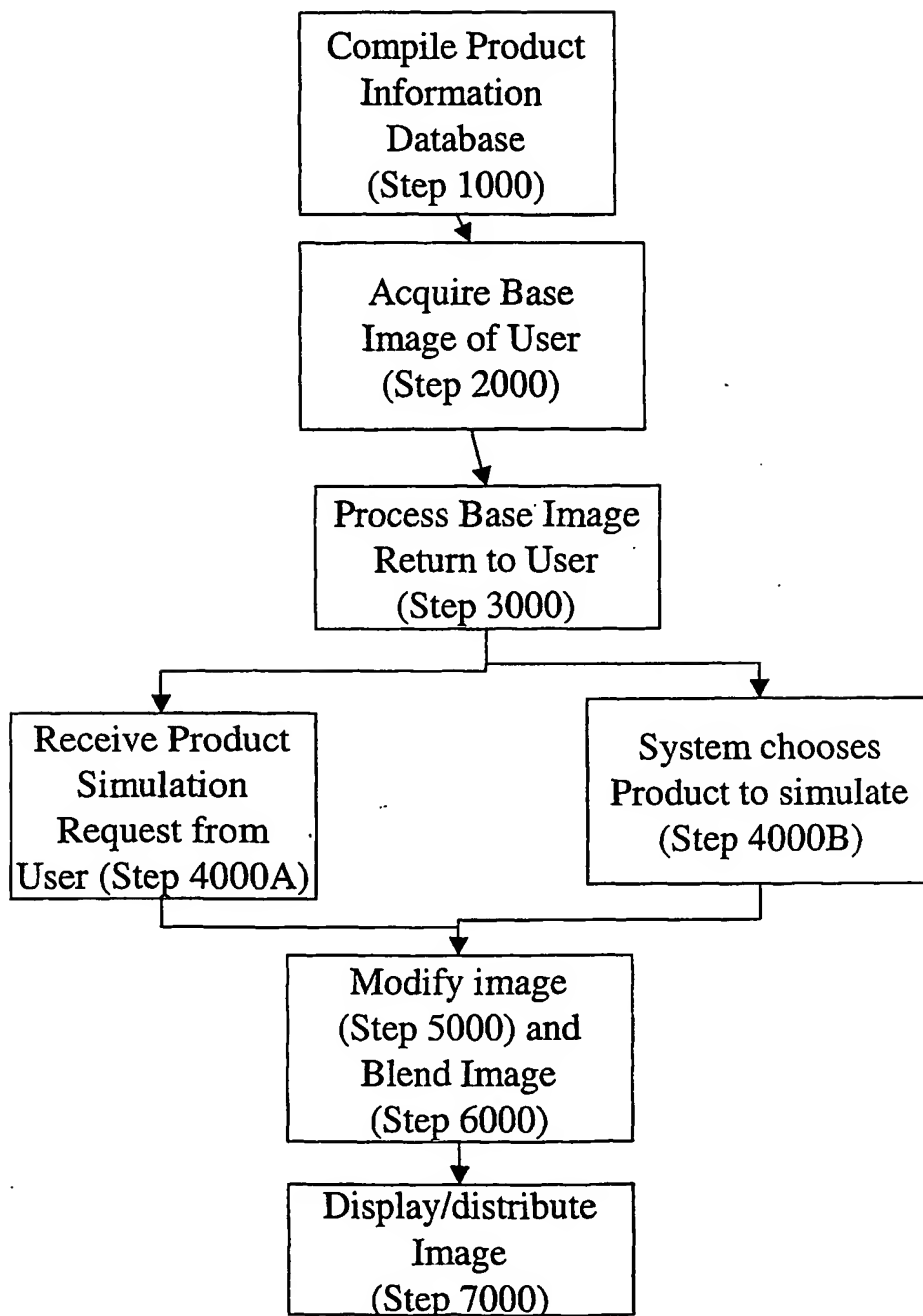 Compile Product
Information
Database
(Step 1000)
Acquire Base
Image of User
(Step 2000)
Process Base Image
Return to User
(Step 3000)
Receive Product
Simulation
Request from
User (Step 4000A)
System chooses
Product to simulate
(Step 4000B)
Modify image
(Step 5000) and
Blend Image
(Step 6000)
Display/distribute
Image
(Step 7000)